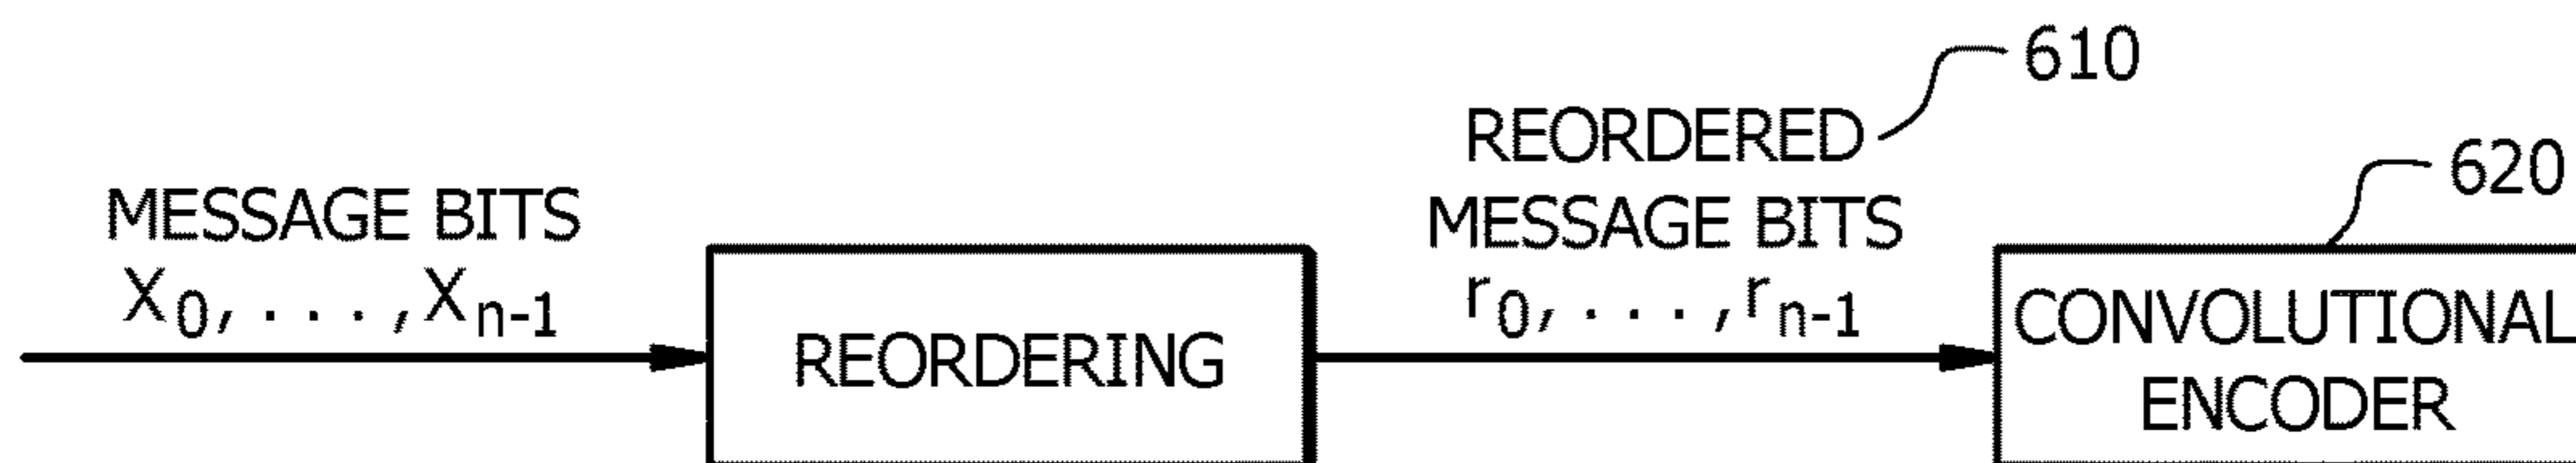 MESSAGE BITS
X0, . . . ,Xn-1
REORDERING
REORDERED
MESSAGE BITS
r0, . . . ,rn-1
610
CONVOLUTIONAL
ENCODER
620